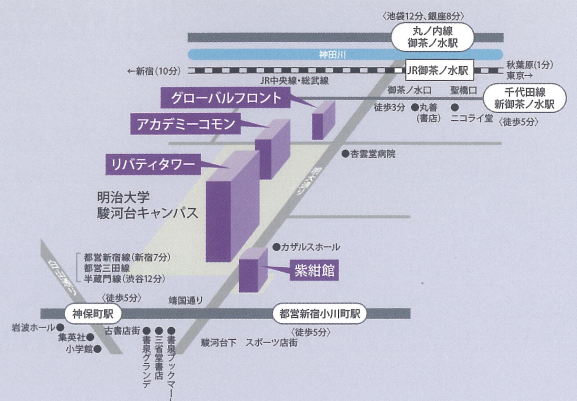 〈池袋12分、銀座8分〉
丸ノ内線
御茶ノ水駅
神田川
←新宿(10分)
JR中央線・総武線
JR御茶ノ水駅
秋葉原(1分)
東京→
御茶ノ水口
聖橋口
千代田線
新御茶ノ水駅
〈徒歩5分〉
徒歩3分
●丸善
(書店)
●
ニコライ堂
グローバルフロント
アカデミーコモン
リバティタワー
●杏雲堂病院
明治大学
駿河台キャンパス
●カザルスホール
紫紺館
都営新宿線(新宿7分)
都営三田線
半蔵門線(渋谷12分)
〈徒歩5分〉
神保町駅
靖国通り
都営新宿小川町駅
〈徒歩5分〉
岩波ホール●
集英社●
小学館●
古書店街
●書泉グランデ
●三省堂書店
●書泉ブックマート
駿河台下
スポーツ店街